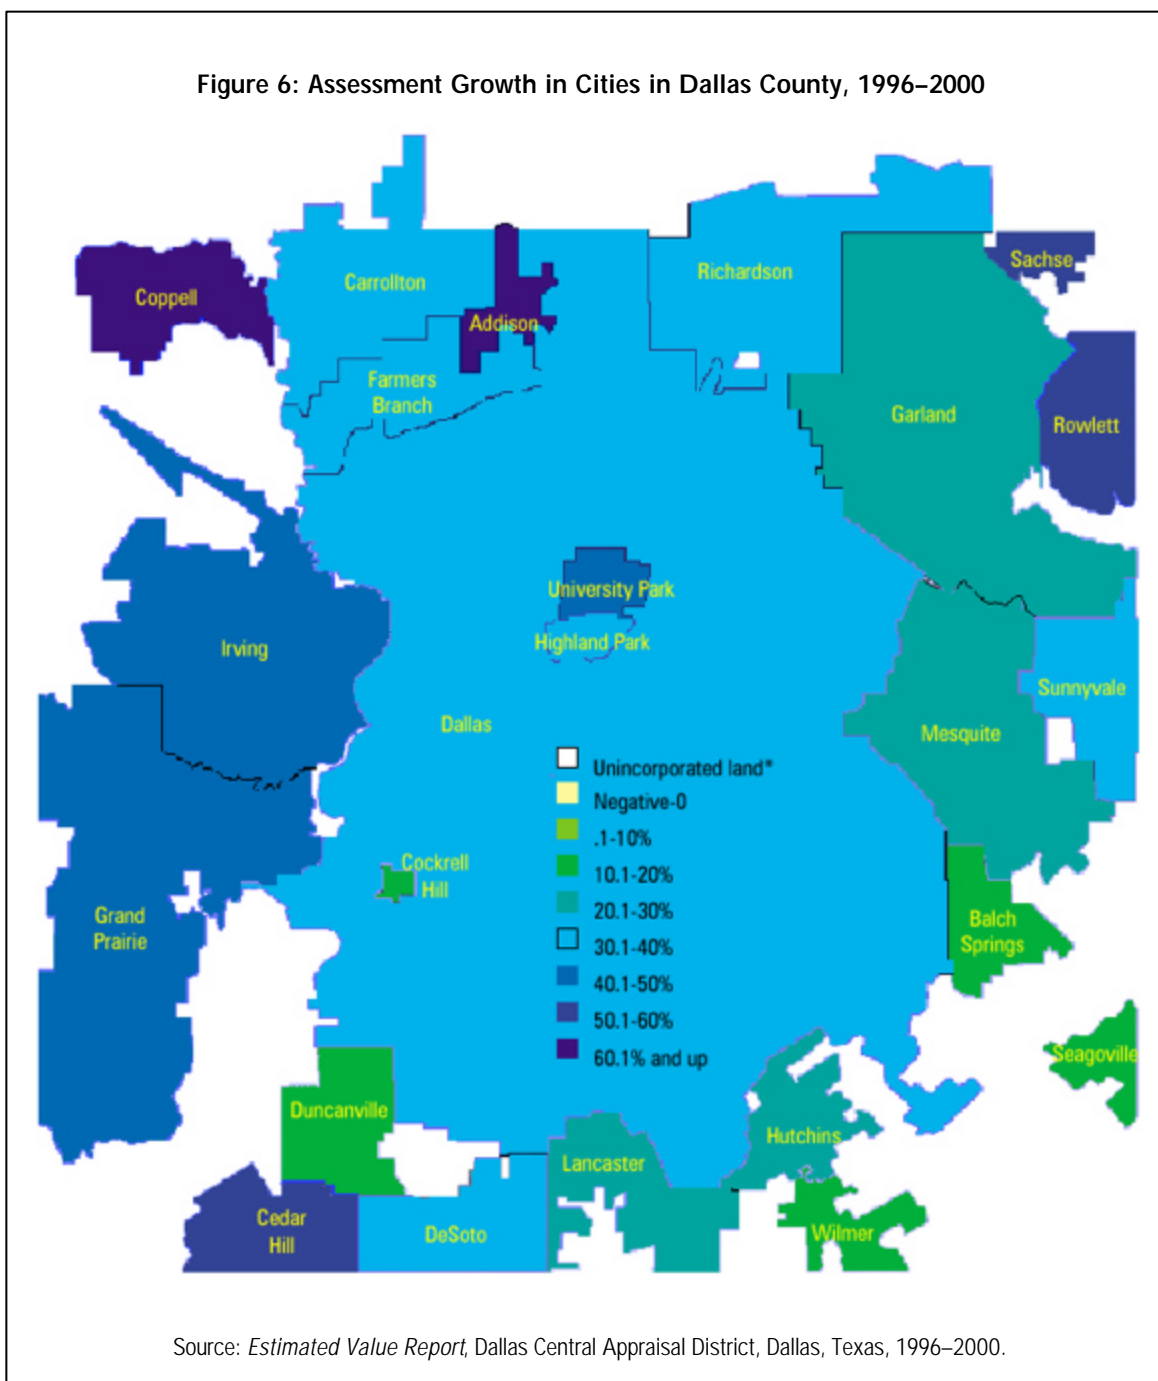 Figure 6: Assessment Growth in Cities in Dallas County, 1996–2000
Sachse
Carrollton
Richardson
Coppell
Addison
Farmers
Branch
Garland
Rowlett
University Park
Highland Park
Irving
Sunnyvale
Dallas
Mesquite
Unincorporated land*
Negative-0
.1-10%
10.1-20%
20.1-30%
30.1-40%
40.1-50%
50.1-60%
60.1% and up
Cockrell
Hill
Grand
Prairie
Balch
Springs
Seagoville
Duncanville
Hutchins
Lancaster
Cedar
Hill
DeSoto
Wilmer
Source: Estimated Value Report, Dallas Central Appraisal District, Dallas, Texas, 1996–2000.